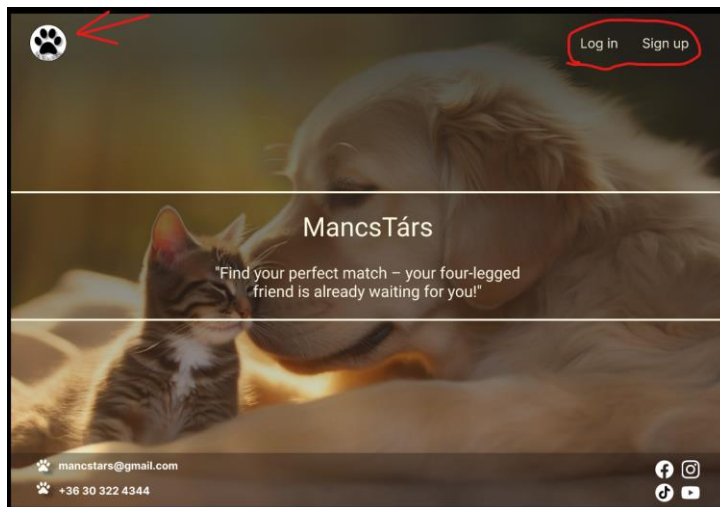 Log in Sign up
MancsTárs
"Find your perfect match – your four-legged
friend is already waiting for you!"
mancstars@gmail.com
+36 30 322 4344